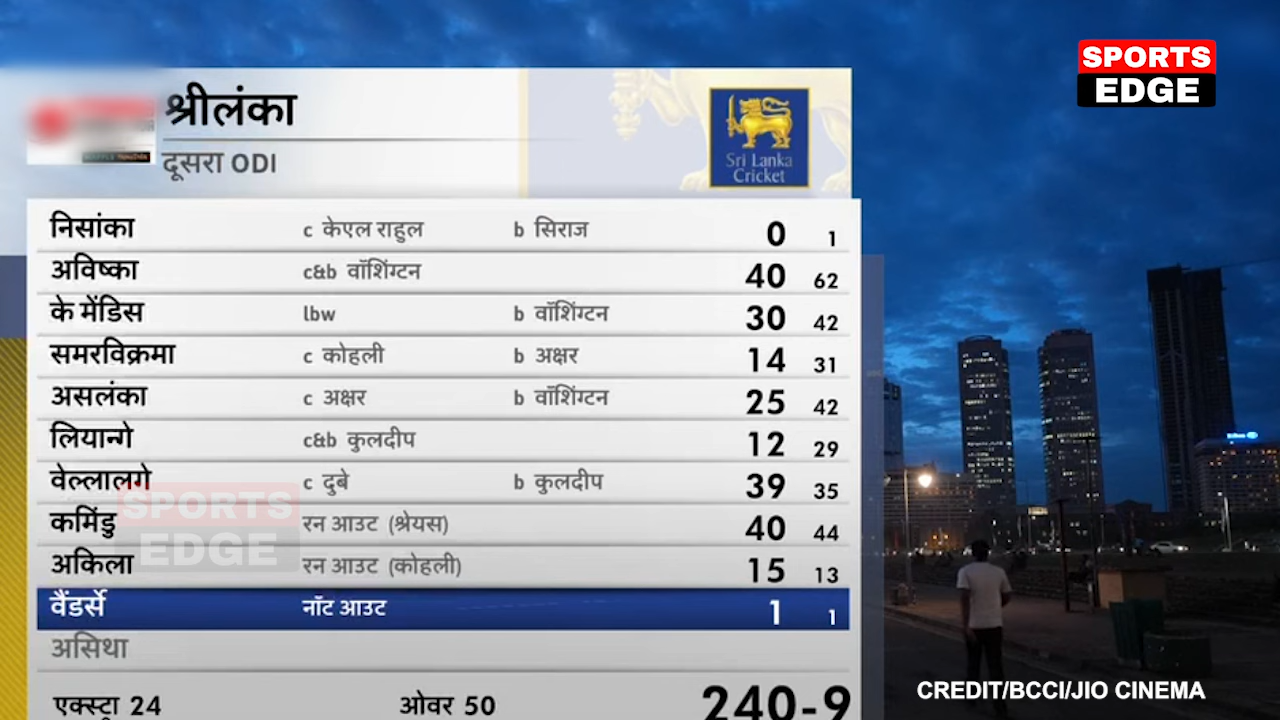 SPORTS
EDGE
श्रीलंका
दूसरा ODI
Sri Lanka
Cricket
निसांका c केएल राहुल b सिराज 0 1
अविष्का c&b वॉशिंग्टन 40 62
के मेंडिस lbw b वॉशिंग्टन 30 42
समरविक्रमा c कोहली b अक्षर 14 31
असलंका c अक्षर b वॉशिंग्टन 25 42
लियान्गे c&b कुलदीप 12 29
वेल्लालगे c दुबे b कुलदीप 39 35
कमिंडु रन आउट (श्रेयस) 40 44
अकिला रन आउट (कोहली) 15 13
वैंडर्से नॉट आउट 1 1
असिथा
SPORTS
EDGE
एक्स्ट्रा 24 ओवर 50 240-9
CREDIT/BCCI/JIO CINEMA